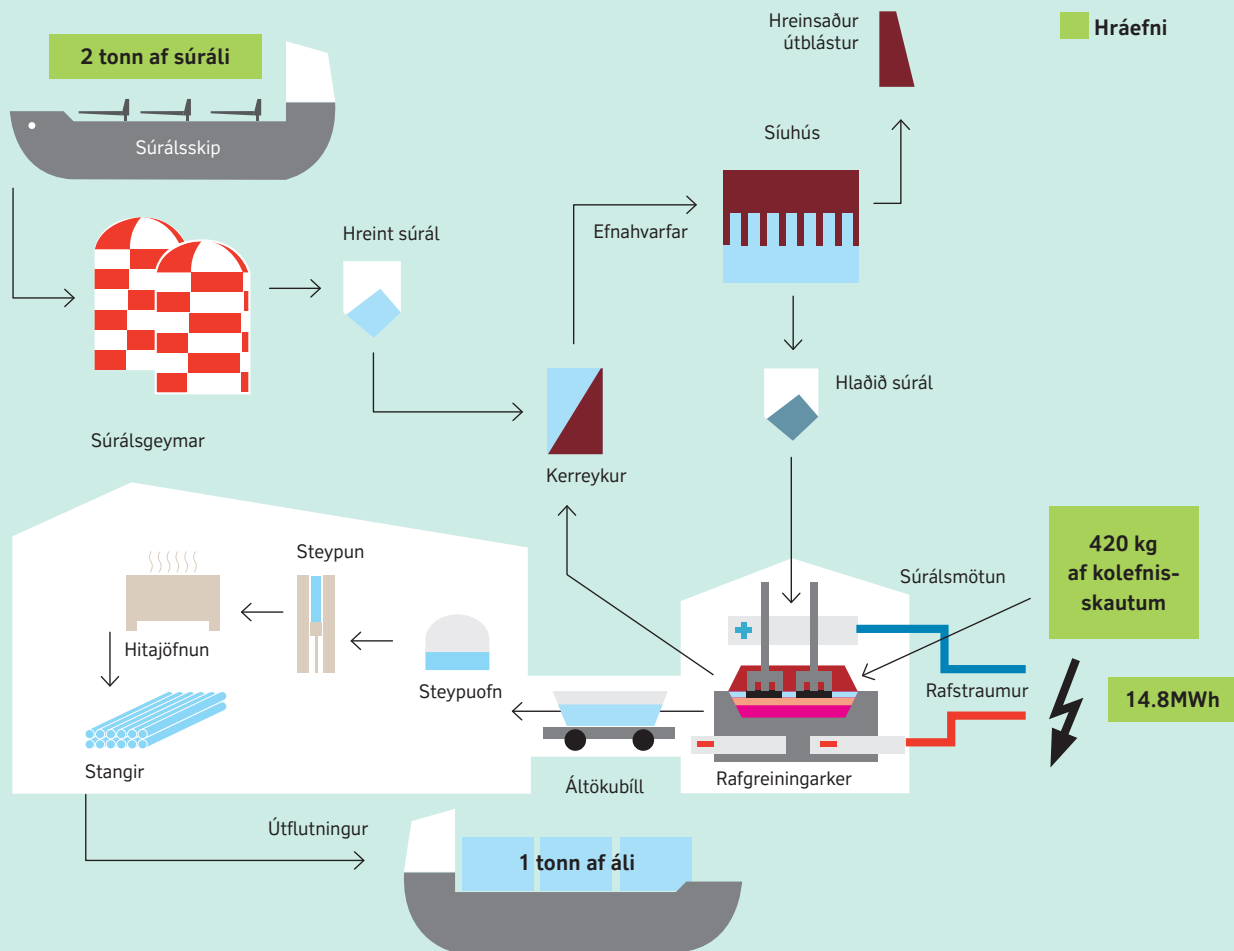 2 tonn af súráli
Súrálsskip
Hreinsaður
útblástur
Hráefni
Síuhús
Hreint súrál
Efnahvarfar
Súrálsgeymar
Hlaðið súrál
Kerreykur
420 kg
af kolefnis-
skautum
Súrálsmötun
Steypun
Hitajöfnun
Steypuofn
Rafstraumur
14.8MWh
Stangir
Áltökubíll
Rafgreiningarker
Útflutningur
1 tonn af áli